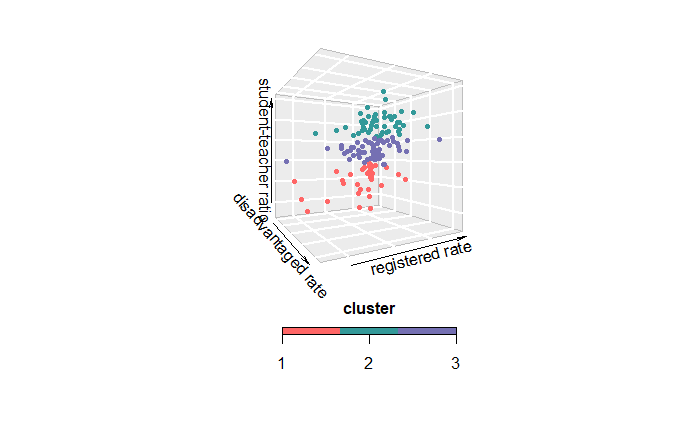 student-teacher ratio
disadvantaged rate
registered rate
cluster
1 2 3